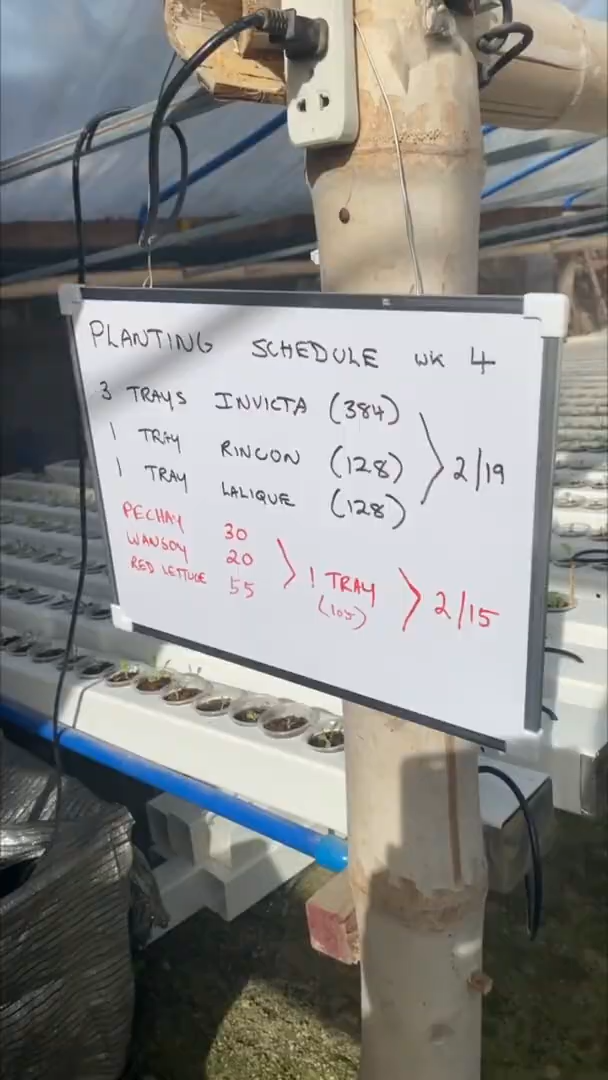 PLANTING SCHEDULE WK 4
3 TRAYS INVICTA (384)
1 TRAY RINCON (128)
1 TRAY LALIQUE (128)
2/19
PECHAY 30
WANSOY 20
RED LETTUCE 55
1 TRAY
(105)
2/15